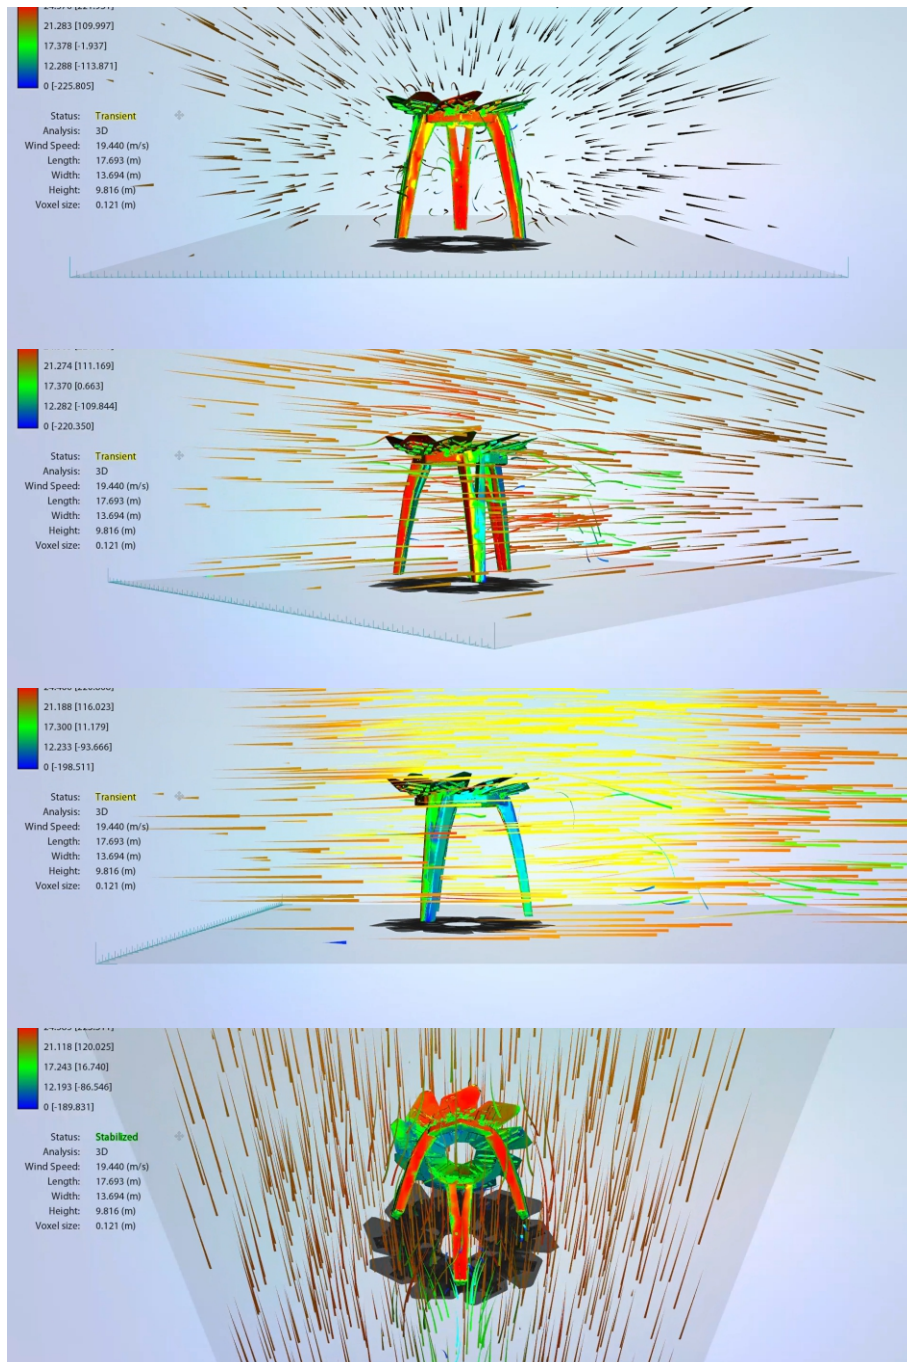 21.283 [109.997]
17.378 [-1.937]
12.288 [-113.871]
0 [-225.805]
Status: Transient
Analysis: 3D
Wind Speed: 19.440 (m/s)
Length: 17.693 (m)
Width: 13.694 (m)
Height: 9.816 (m)
Voxel size: 0.121 (m)
21.274 [111.169]
17.370 [0.663]
12.282 [-109.844]
0 [-220.350]
Status: Transient
Analysis: 3D
Wind Speed: 19.440 (m/s)
Length: 17.693 (m)
Width: 13.694 (m)
Height: 9.816 (m)
Voxel size: 0.121 (m)
21.188 [116.023]
17.300 [11.179]
12.233 [-93.666]
0 [-198.511]
Status: Transient
Analysis: 3D
Wind Speed: 19.440 (m/s)
Length: 17.693 (m)
Width: 13.694 (m)
Height: 9.816 (m)
Voxel size: 0.121 (m)
21.118 [120.025]
17.243 [16.740]
12.193 [-86.546]
0 [-189.831]
Status: Stabilized
Analysis: 3D
Wind Speed: 19.440 (m/s)
Length: 17.693 (m)
Width: 13.694 (m)
Height: 9.816 (m)
Voxel size: 0.121 (m)